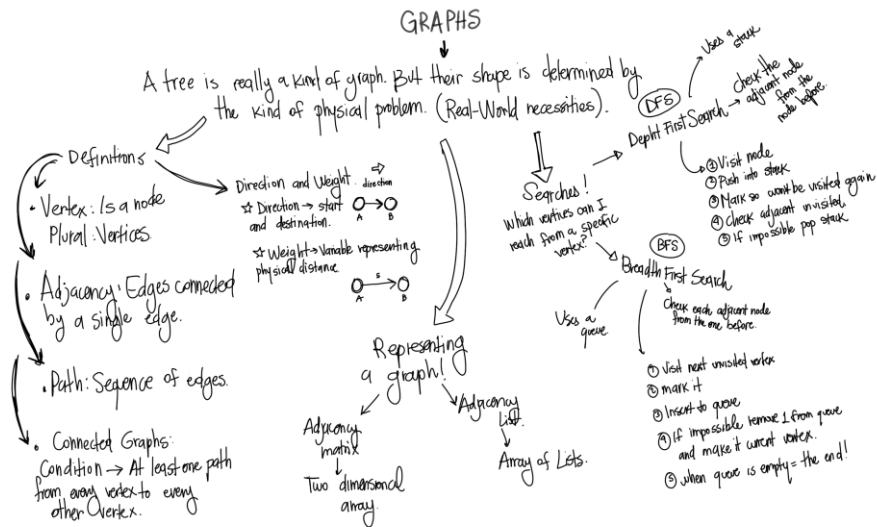 GRAPHS
A tree is really a kind of graph. But their shape is determined by
the kind of physical problem. (Real-World necessities).
Definitions
• Vertex: Is a node
Plural: Vertices.
• Adjacency: Edges connected
by a single edge.
• Path: Sequence of edges.
• Connected Graphs:
Condition → At least one path
from every vertex to every
other vertex.
Direction and Weight.
direction
☆ Direction → start
and destination.
A B
☆ Weight → Variable representing
physical distance
5
A B
Representing
a graph!
Adjacency
matrix
Two dimensional
array.
Adjacency
List.
Array of Lists.
Searches!
Which vertices can I
reach from a specific
vertex?
DFS
Depht First Search
Uses a
stack
check the
adjacent node
from the
node before.
① Visit node
② Push into stack
③ Mark so wont be visited again
④ Check adjacent unvisited
⑤ If impossible pop stack
BFS
Breadth First Search
Uses a
queue.
Check each adjacent node
from the one before.
① Visit next unvisited vertex
② mark it
③ Insert to queue
④ If impossible remove 1 from queue
and make it current vertex.
⑤ when queue is empty = the end!